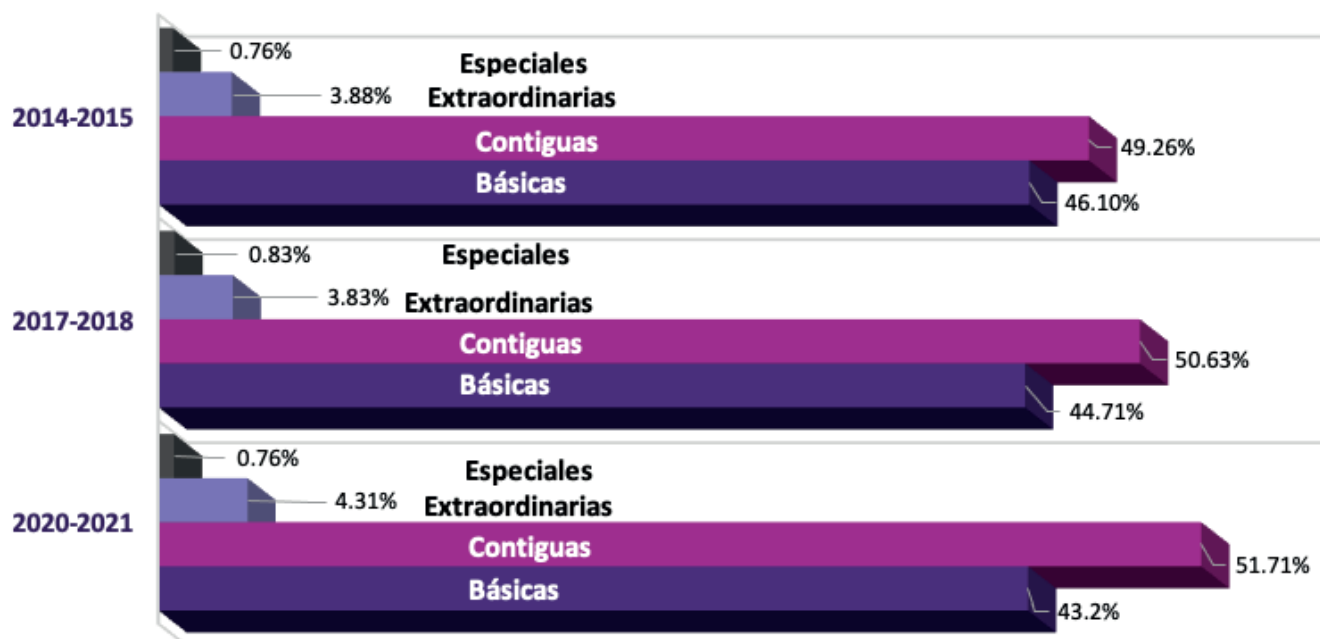 0.76%
Especiales
3.88%
Extraordinarias
2014-2015
Contiguas
49.26%
Básicas
46.10%
0.83%
Especiales
3.83%
Extraordinarias
2017-2018
Contiguas
50.63%
Básicas
44.71%
0.76%
Especiales
4.31%
Extraordinarias
2020-2021
Contiguas
51.71%
Básicas
43.2%